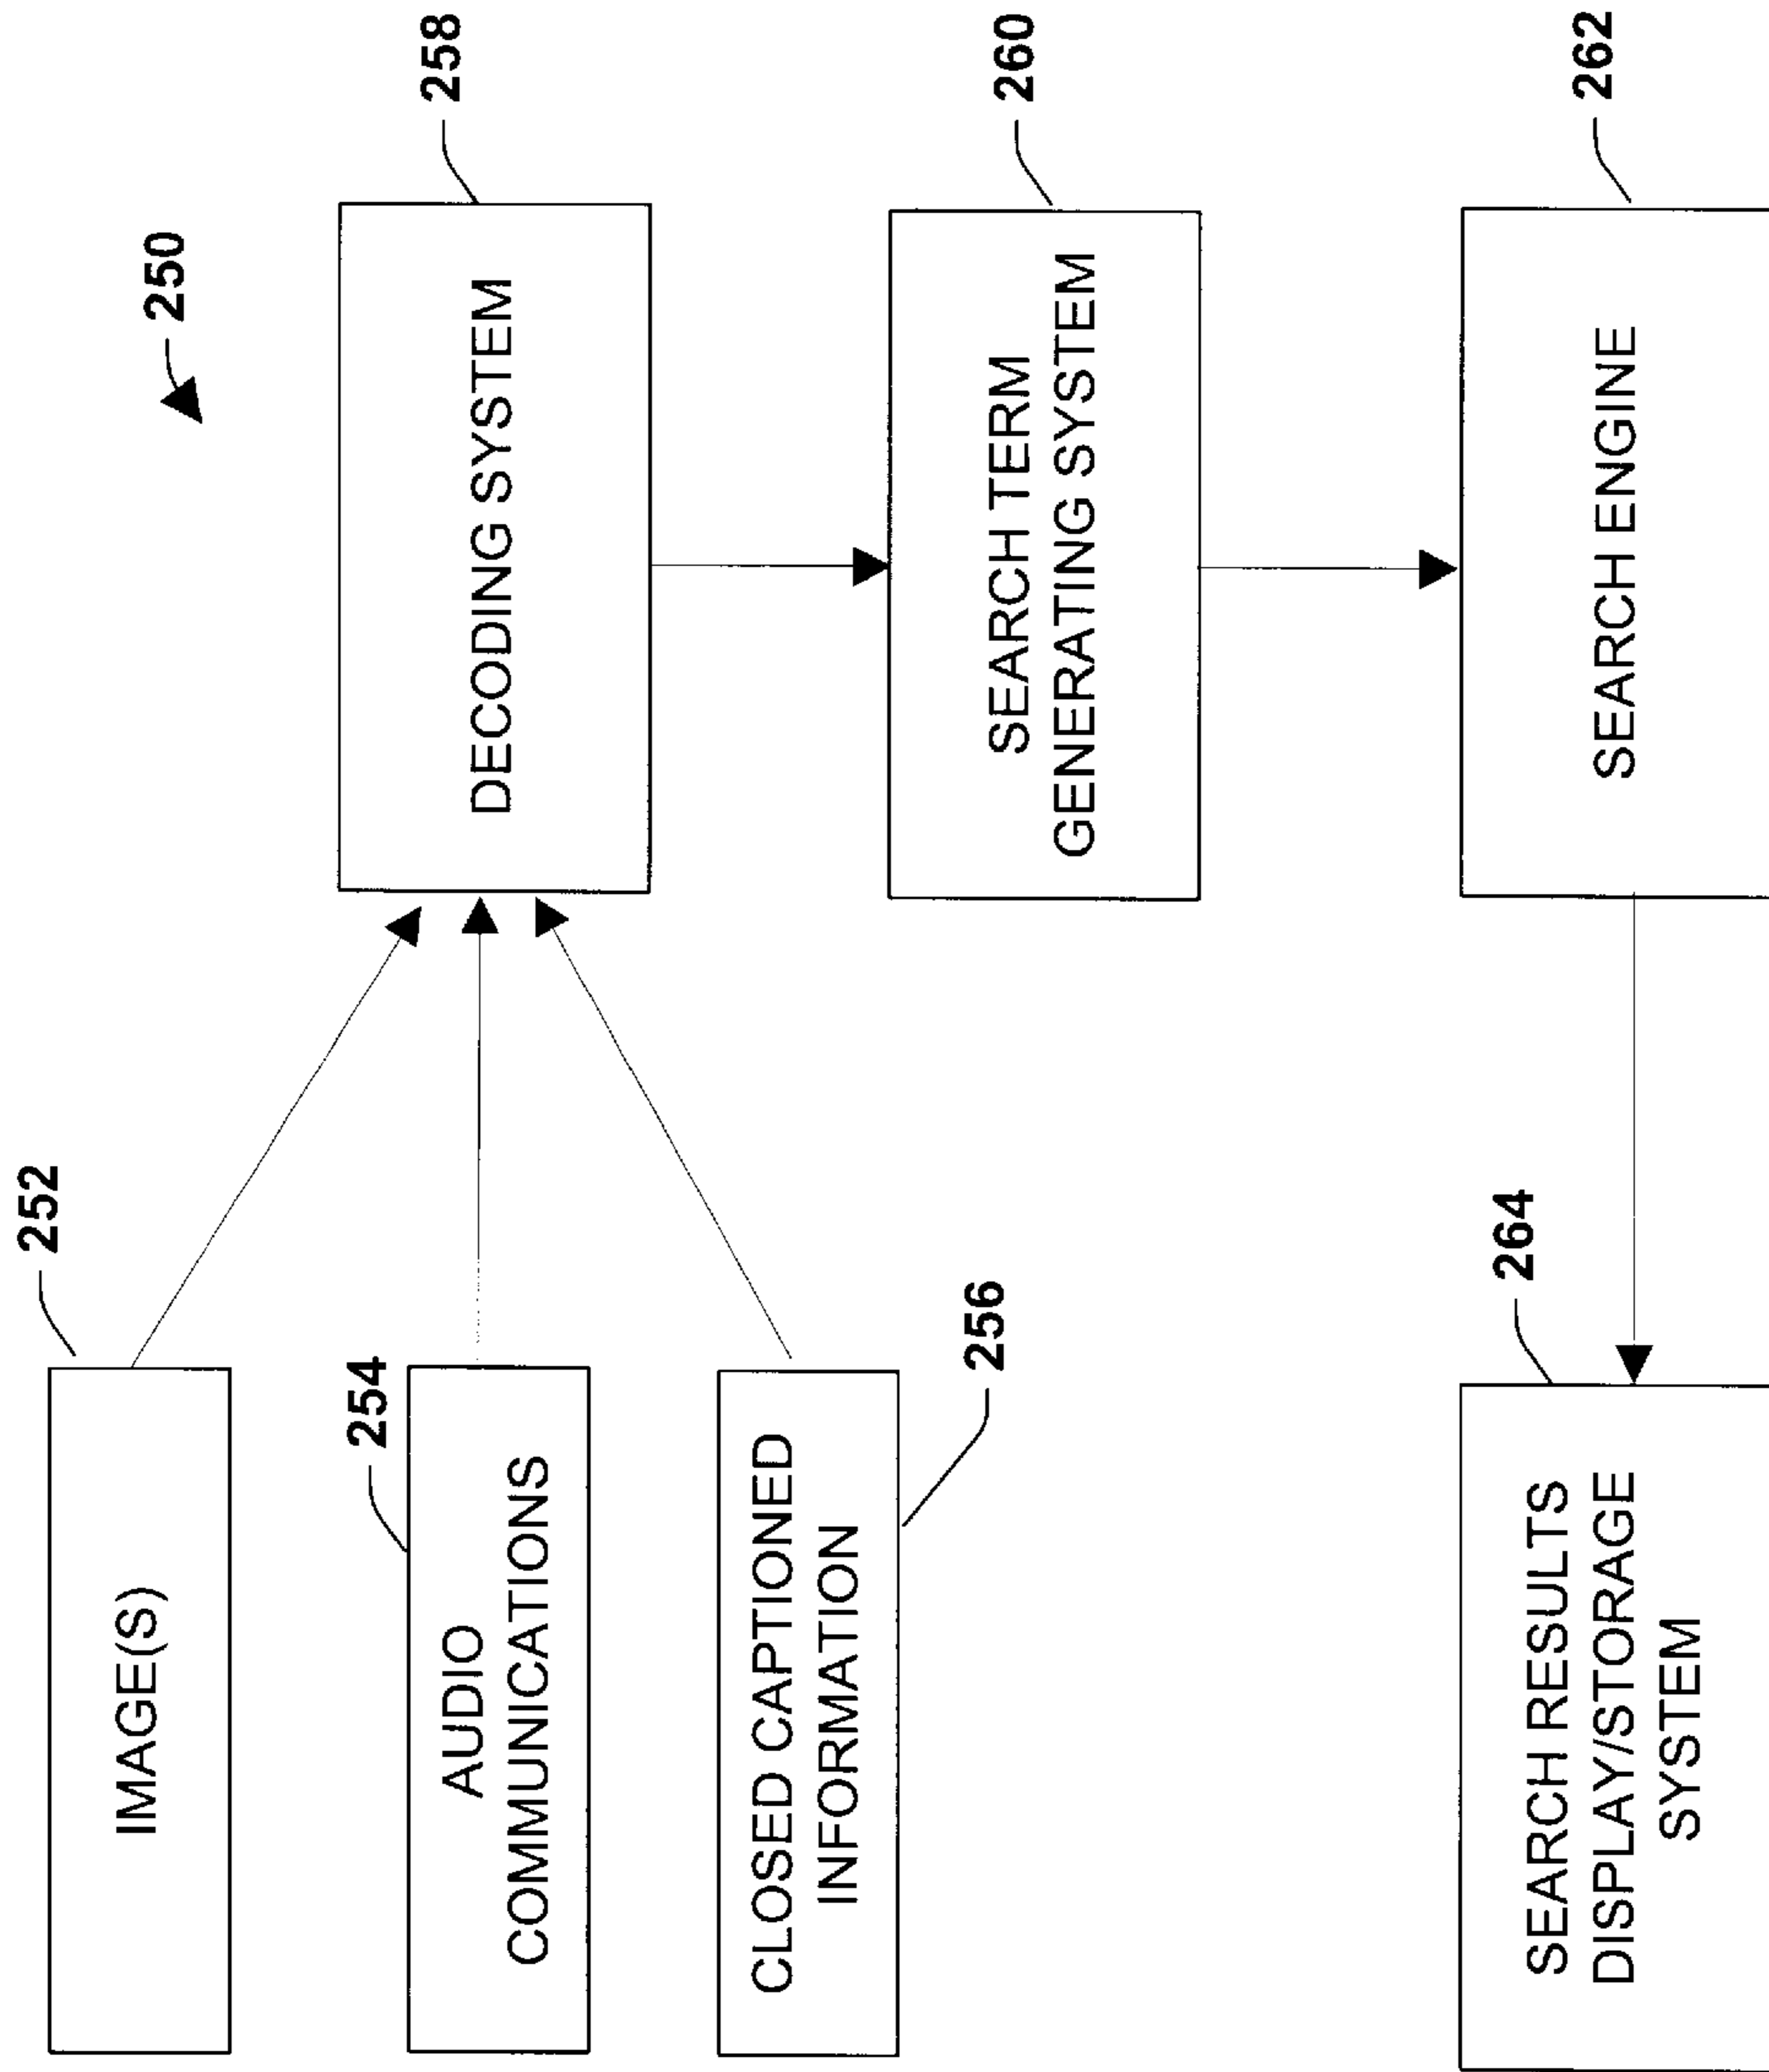 250
252
IMAGE(S)
254
AUDIO
COMMUNICATIONS
CLOSED CAPTIONED
INFORMATION
256
258
DECODING SYSTEM
260
SEARCH TERM
GENERATING SYSTEM
262
SEARCH ENGINE
264
SEARCH RESULTS
DISPLAY/STORAGE
SYSTEM